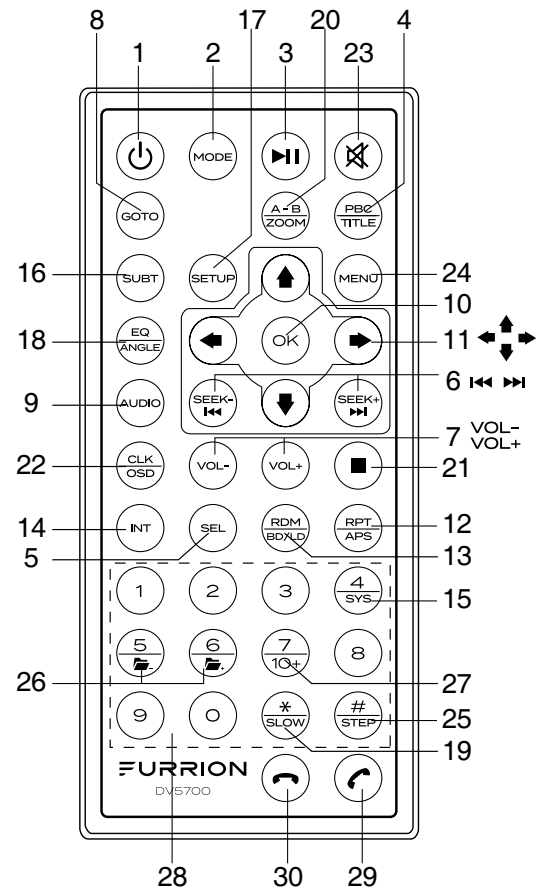 17 20 4
8 1 2 3 23
MODE
GOTO A-B ZOOM PBC TITLE
16 SUBT SETUP MENU 24
10
18 EQ ANGLE OK 11
9 AUDIO SEEK- SEEK+ 6
22 CLK OSD VOL- VOL+ 7 VOL- VOL+
21
14 INT SEL RDM BD/LD RPT APS 12
5 13
1 2 3 4 SYS 15
5 - 6 + 7 10+ 8
26 27
9 0 * SLOW # STEP 25
19
FURRION
DV5700
28 30 29